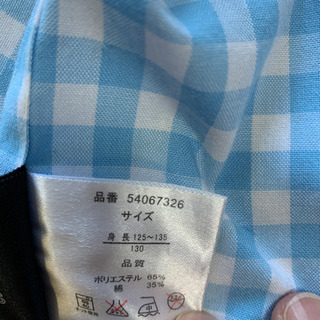 品番 54067326
サイズ
身長 125~135
130
品質
ポリエステル 65%
綿 35%